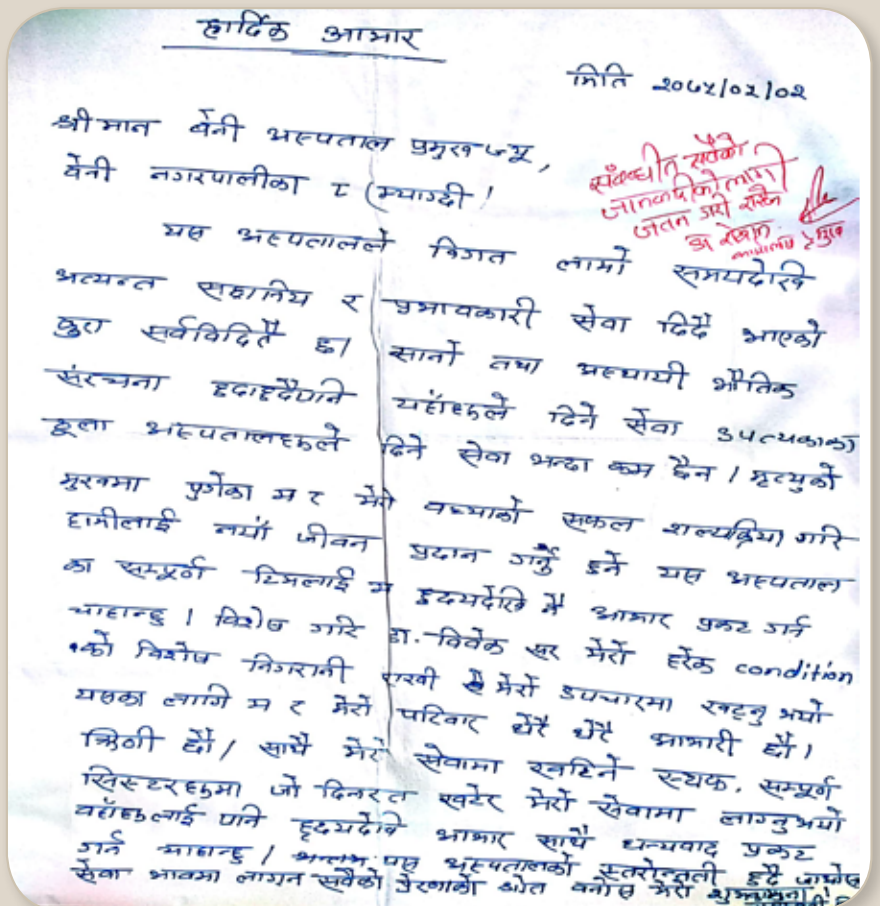 हार्दिक आभार
मिति २०७५/०२/०२
श्रीमान बेनी अस्पताल प्रमुखज्यू,
बेनी नगरपालीका ८ (म्याग्दी।
संबन्धीत सबैको
जानकारीको लागी
जतन गरी राख्न
यस अस्पतालले विगत लामो समयदेखि
अत्यन्त सहानिय र प्रभावकारी सेवा दिदै आएको
कुरा सर्वविदितै छ। सानो तथा अस्थायी भौतिक
संरचना हुदाहुदैपनि यहाँहरुले दिने सेवा उपत्यकाका
ठूला अस्पतालहरुले दिने सेवा भन्दा कम छैन। मृत्युको
मुखमा पुगेका म र मेरो बच्चाको सफल शल्यक्रिया गरि
हामीलाई नयाँ जीवन प्रदान गर्नु हुने यस अस्पताल
का सम्पूर्ण टिमलाई म हृदयदेखि नै आभार प्रकट गर्न
चाहान्छु। विशेष गरि डा. विवेक सर मेरो हरेक condition
को विशेष निगरानी राखी मेरो उपचारमा खट्नु भयो
यसका लागि म र मेरो परिवार धेरै धेरै आभारी छौं।
ऋिणी छौं। साथै मेरो सेवामा खटिने स्टाफ, सम्पूर्ण
सिस्टरहरुमा जो दिनरत खटेर मेरो सेवामा लाग्नुभयो
वहाँहरुलाई पनि हृदयदेखि आभार साथै धन्यवाद प्रकट
गर्न चाहान्छु। यस अस्पतालको स्तरोन्नती हुदै जाओस
सेवा भावमा लाग्न सबैको प्रेरणाको श्रोत बनोस मेरो शुभकामना!